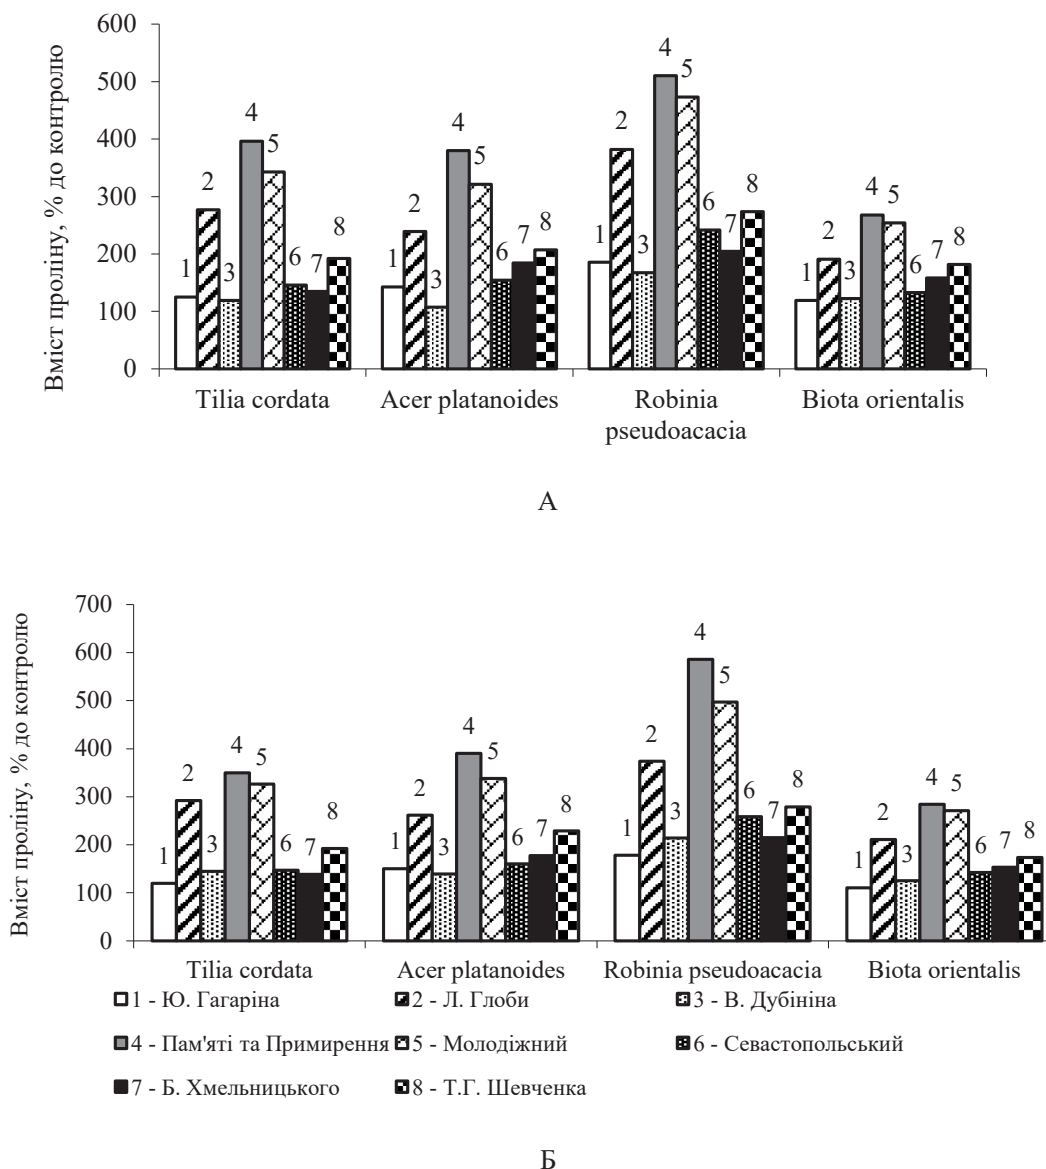 Вміст проліну, % до контролю
600
500
400
300
200
100
0
1 2 3 4 5 6 7 8
1 2 3 4 5 6 7 8
1 2 3 4 5 6 7 8
1 2 3 4 5 6 7 8
Tilia cordata Acer platanoides Robinia Biota orientalis
pseudoacacia
А
Вміст проліну, % до контролю
700
600
500
400
300
200
100
0
1 2 3 4 5 6 7 8
1 2 3 4 5 6 7 8
1 2 3 4 5 6 7 8
1 2 3 4 5 6 7 8
Tilia cordata Acer platanoides Robinia pseudoacacia Biota orientalis
1 - Ю. Гагаріна 2 - Л. Глоби 3 - В. Дубініна
4 - Пам'яті та Примирення 5 - Молодіжний 6 - Севастопольський
7 - Б. Хмельницького 8 - Т.Г. Шевченка
Б